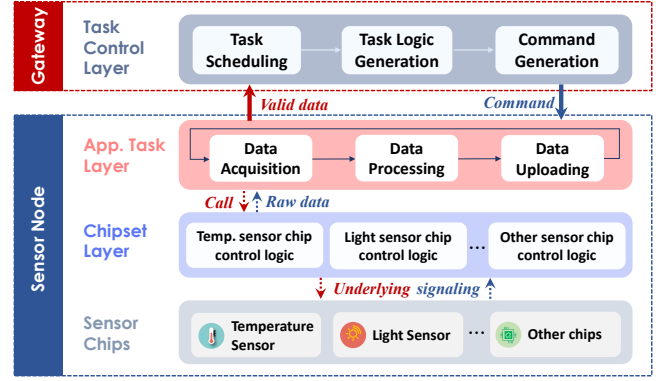 Gateway
Task
Control
Layer
Task
Scheduling
Task Logic
Generation
Command
Generation
Valid data
Command
Sensor Node
App. Task
Layer
Data
Acquisition
Data
Processing
Data
Uploading
Call
Raw data
Chipset
Layer
Temp. sensor chip
control logic
Light sensor chip
control logic
...
Other sensor chip
control logic
Underlying signaling
Sensor
Chips
Temperature
Sensor
Light Sensor
...
Other chips